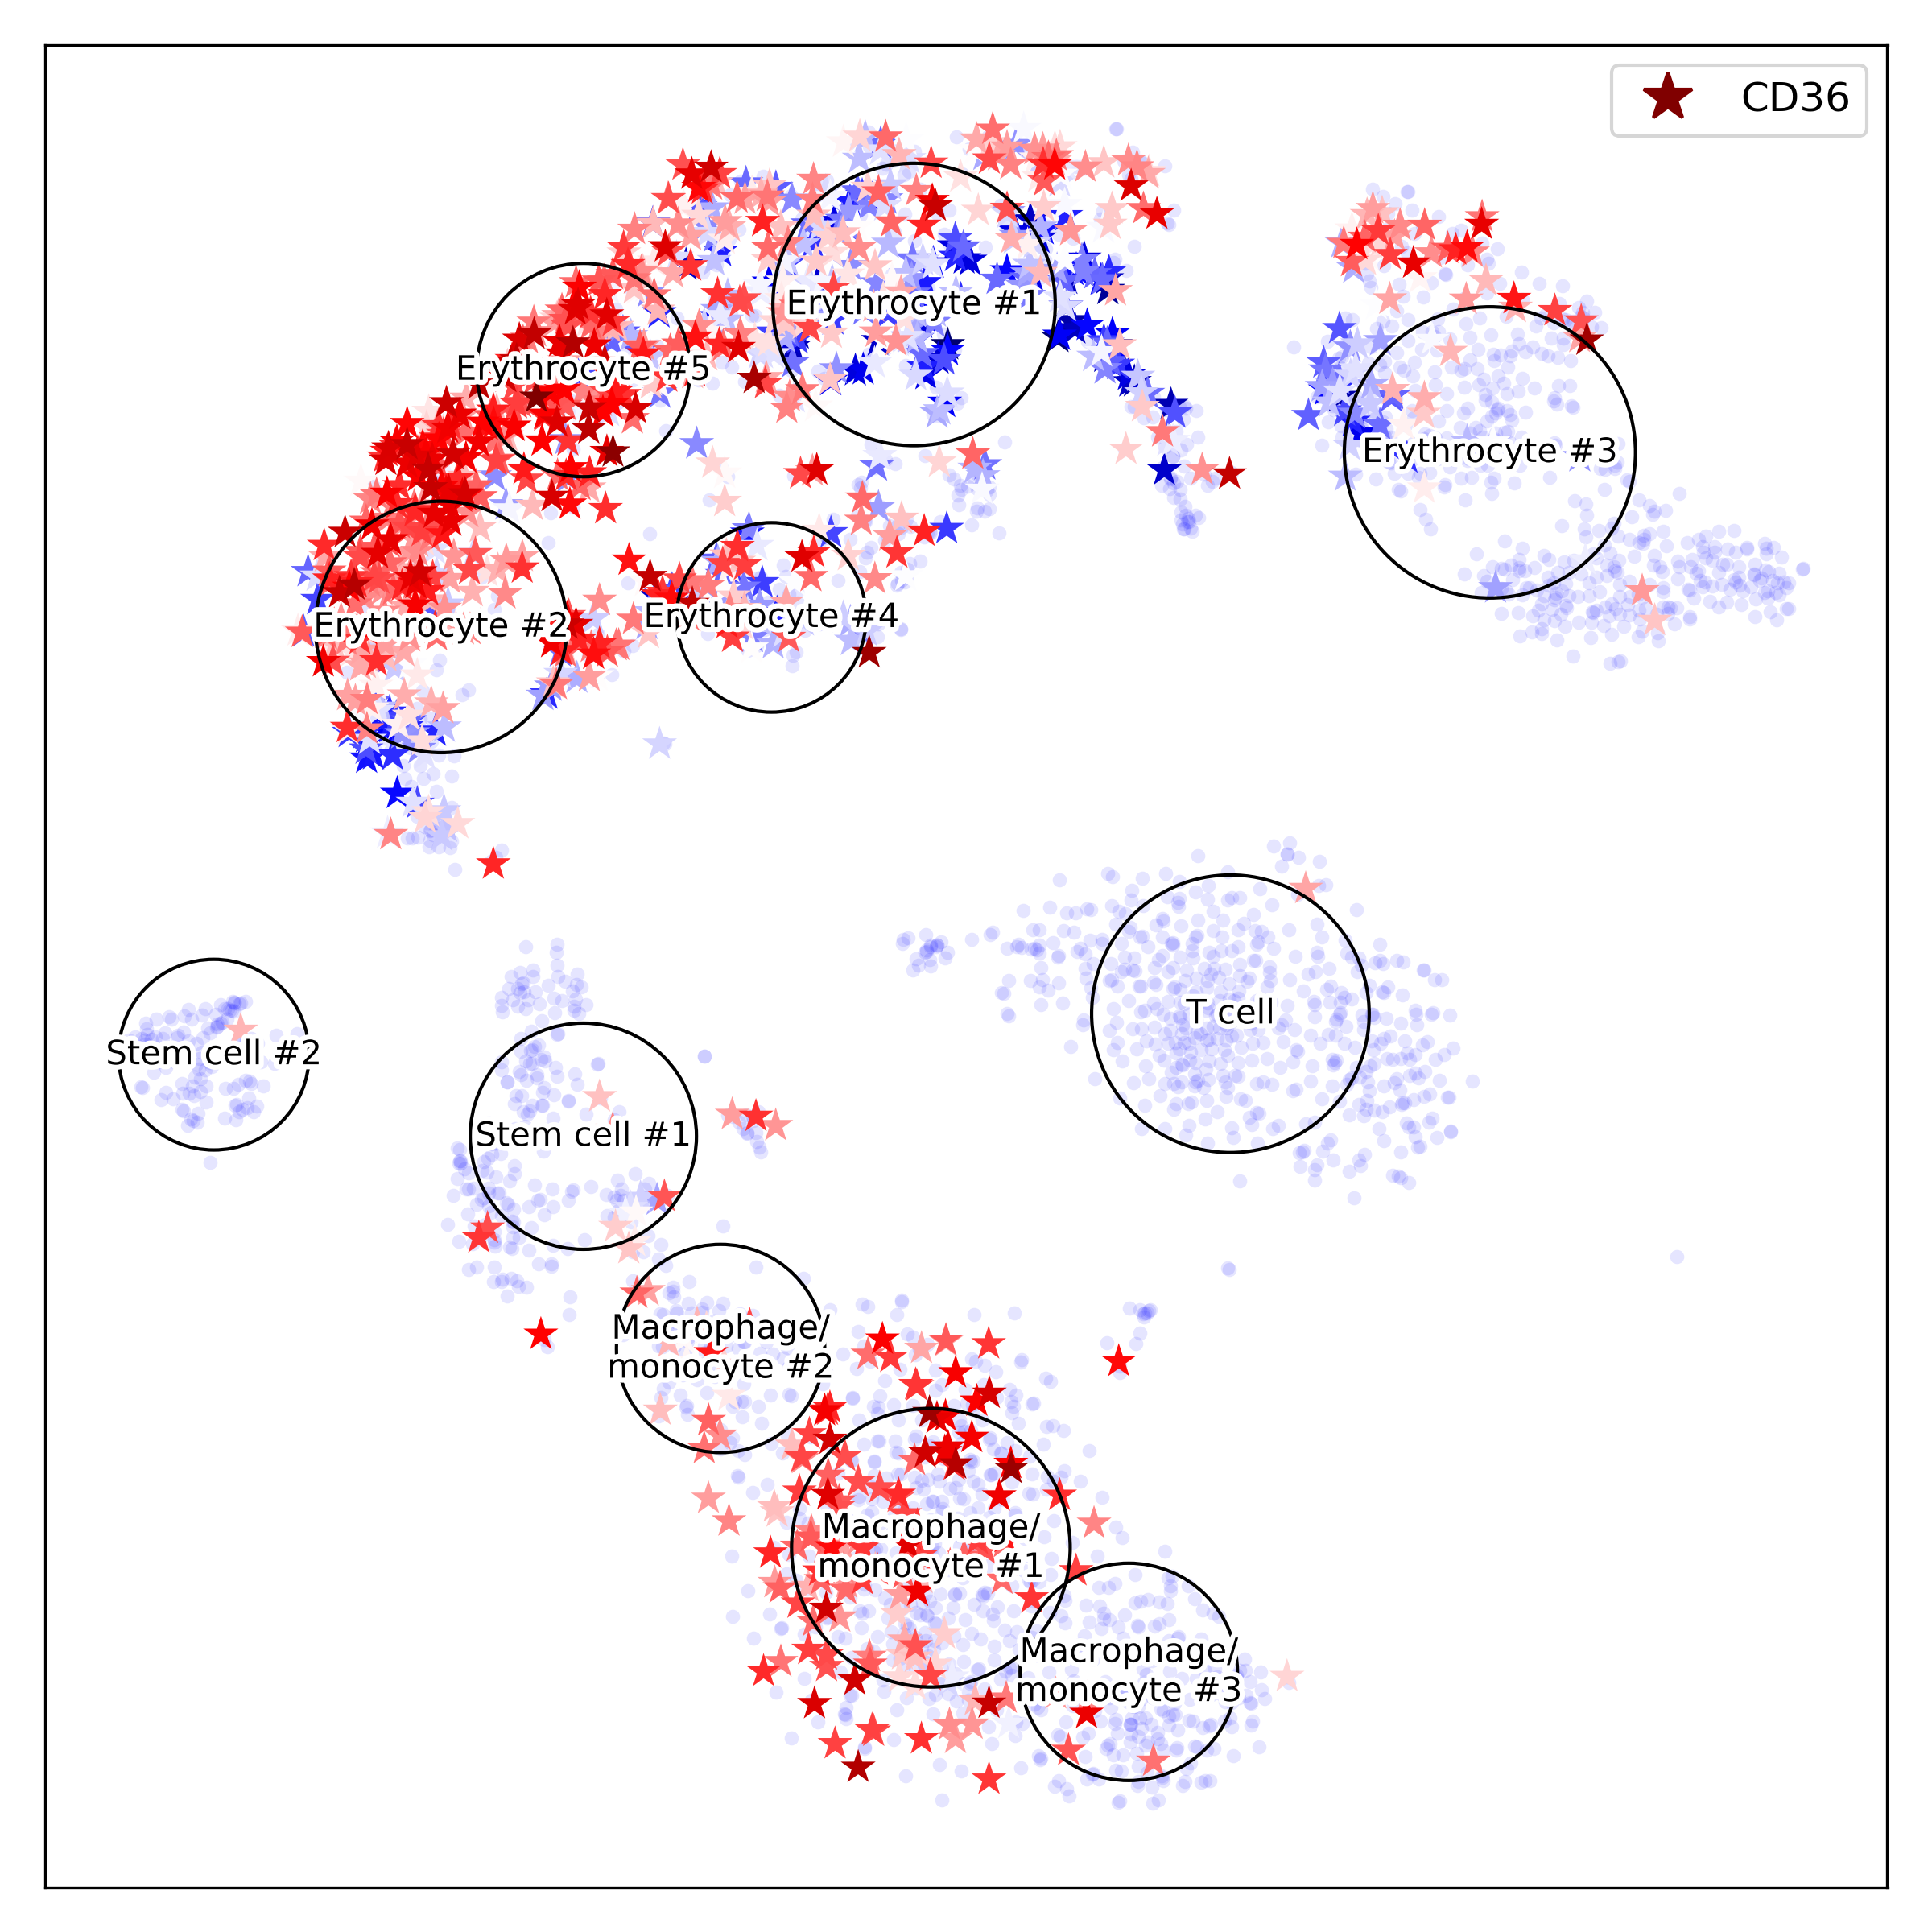 CD36
Erythrocyte #1
Erythrocyte #5
Erythrocyte #3
Erythrocyte #4
Erythrocyte #2
T cell
Stem cell #2
Stem cell #1
Macrophage/
monocyte #2
Macrophage/
monocyte #1
Macrophage/
monocyte #3